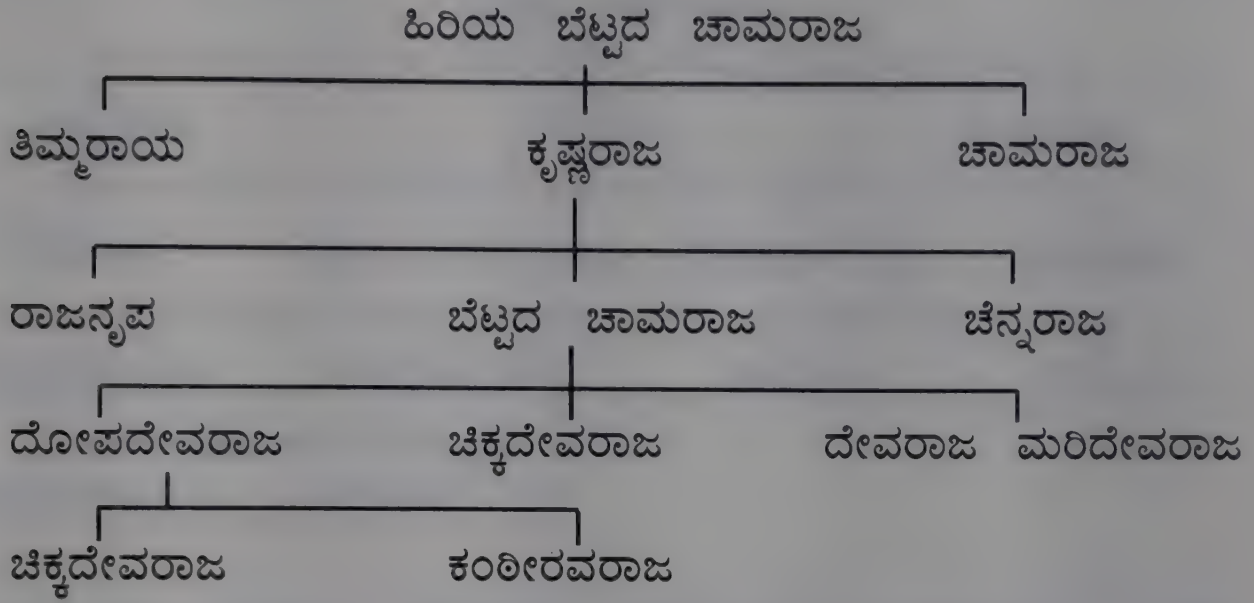 ಹಿರಿಯ ಬೆಟ್ಟದ ಚಾಮರಾಜ
ತಿಮ್ಮರಾಯ ಕೃಷ್ಣರಾಜ ಚಾಮರಾಜ
ರಾಜನೃಪ ಬೆಟ್ಟದ ಚಾಮರಾಜ ಚೆನ್ನರಾಜ
ದೋಪದೇವರಾಜ ಚಿಕ್ಕದೇವರಾಜ ದೇವರಾಜ ಮರಿದೇವರಾಜ
ಚಿಕ್ಕದೇವರಾಜ ಕಂಠೀರವರಾಜ